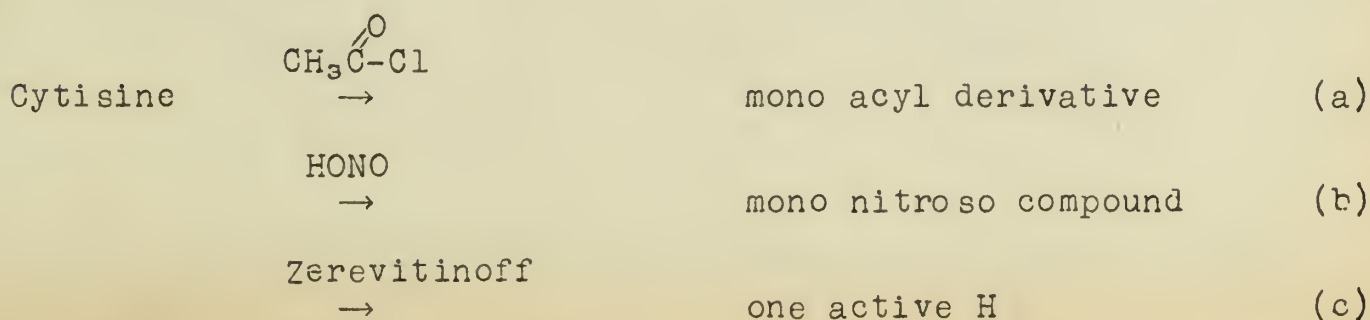 O
CH₃C-Cl
Cytisine → mono acyl derivative (a)
HONO
→ mono nitroso compound (b)
Zerevitinoff
→ one active H (c)